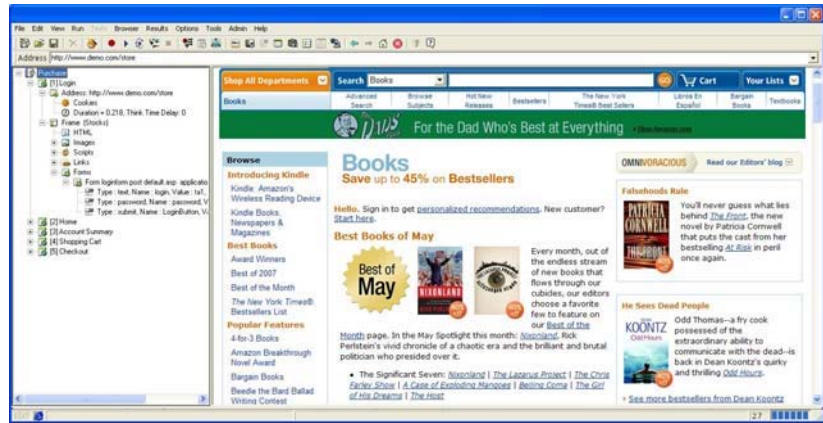 File Edit View Run Tools Browser Results Options Tools Admin Help
Address http://www.demo.com/store
Purchase
[1] Login
Address: http://www.demo.com/store
Cookies
Duration = 0.218, Think Time Delay: 0
Frame (Stocks)
HTML
Images
Scripts
Links
Forms
Form loginform post default.asp applicatio
Type : text, Name : login, Value : ta1,
Type : password, Name : password, V
Type : submit, Name : LoginButton, V
[2] Home
[3] Account Summary
[4] Shopping Cart
[5] Checkout
Shop All Departments Search Books GO Cart Your Lists
Books Advanced Search Browse Subjects Hot New Releases Bestsellers The New York Times® Best Sellers Libros En Español Bargain Books Textbooks
For the Dad Who's Best at Everything
Browse
Introducing Kindle
Kindle: Amazon's
Wireless Reading Device
Kindle Books,
Newspapers &
Magazines
Best Books
Award Winners
Best of 2007
Best of the Month
The New York Times®
Bestsellers List
Popular Features
4-for-3 Books
Amazon Breakthrough
Novel Award
Bargain Books
Beedle the Bard Ballad
Writing Contest
Books
Save up to 45% on Bestsellers
Hello. Sign in to get personalized recommendations. New customer?
Start here.
Best Books of May
Best of
May
NIXONLAND
Every month, out of
the endless stream
of new books that
flows through our
cubicles, our editors
choose a favorite
few to feature on
our Best of the
Month page. In the May Spotlight this month: Nixonland, Rick
Perlstein's vivid chronicle of a chaotic era and the brilliant and brutal
politician who presided over it.
• The Significant Seven: Nixonland | The Lazarus Project | The Chris
Farley Show | A Case of Exploding Mangoes | Beijing Coma | The Girl
of His Dreams | The Host
OMNIVORACIOUS Read our Editors' blog
Falsehoods Rule
PATRICIA
CORNWELL
THE FRONT
You'll never guess what lies
behind The Front, the new
novel by Patricia Cornwell
that puts the cast from her
bestselling At Risk in peril
once again.
He Sees Dead People
KOONTZ
Odd Hours
Odd Thomas--a fry cook
possessed of the
extraordinary ability to
communicate with the dead--is
back in Dean Koontz's quirky
and thrilling Odd Hours.
See more bestsellers from Dean Koontz
27